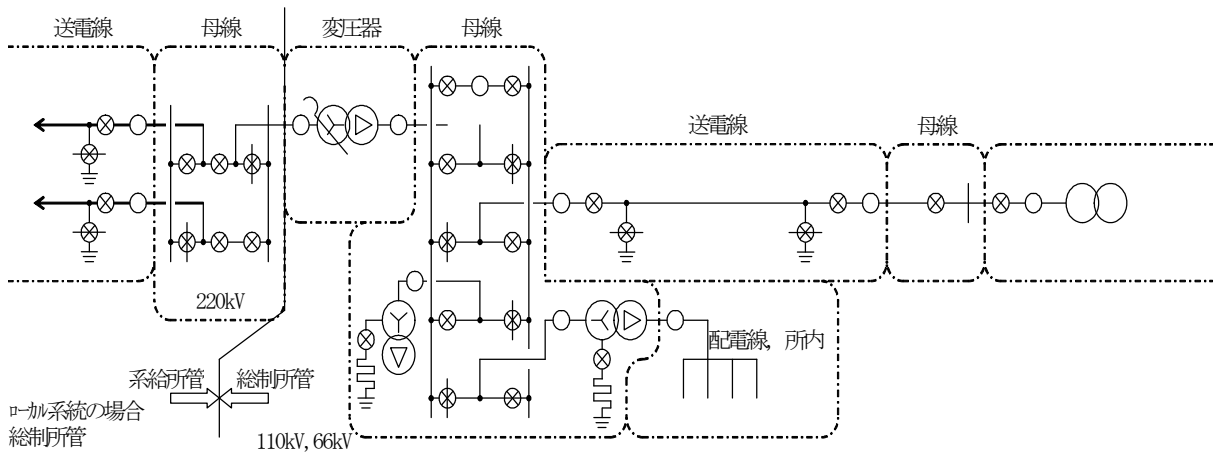 送電線
母線
変圧器
母線
送電線
母線
220kV
配電線，所内
系給所管
総制所管
ローカル系統の場合
総制所管
110kV,66kV